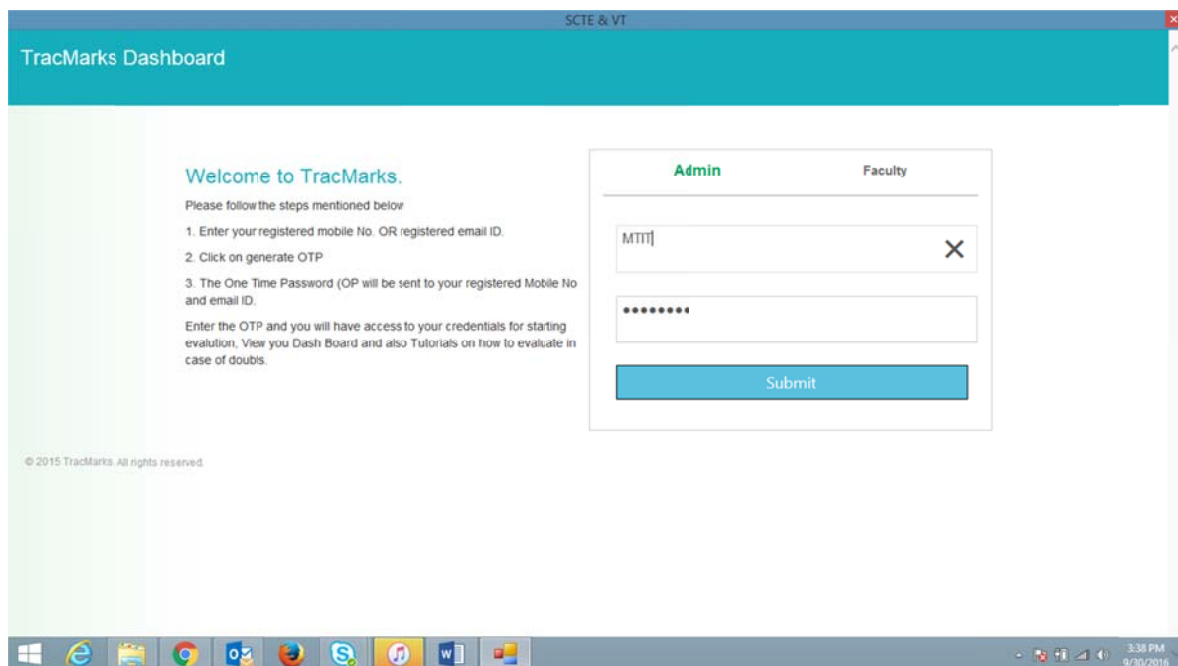 SCTE & VT
TracMarks Dashboard
Welcome to TracMarks.
Please follow the steps mentioned below
1. Enter your registered mobile No. OR registered email ID.
2. Click on generate OTP
3. The One Time Password (OP will be sent to your registered Mobile No
and email ID.
Enter the OTP and you will have access to your credentials for starting
evalution, View you Dash Board and also Tutorials on how to evaluate in
case of doubls.
Admin
Faculty
MTIT
Submit
© 2015 TracMarks. All rights reserved.
3:38 PM
9/30/2016